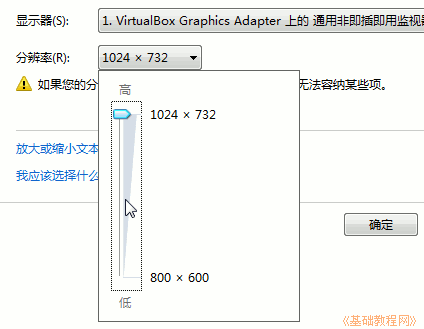 显示器(S): 1. VirtualBox Graphics Adapter 上的 通用非即插即用监视器
分辨率(R): 1024 × 732
如果您的分 无法容纳某些项。
高
1024 × 732
放大或缩小文本
我应该选择什么
确定
800 × 600
低
《基础教程网》